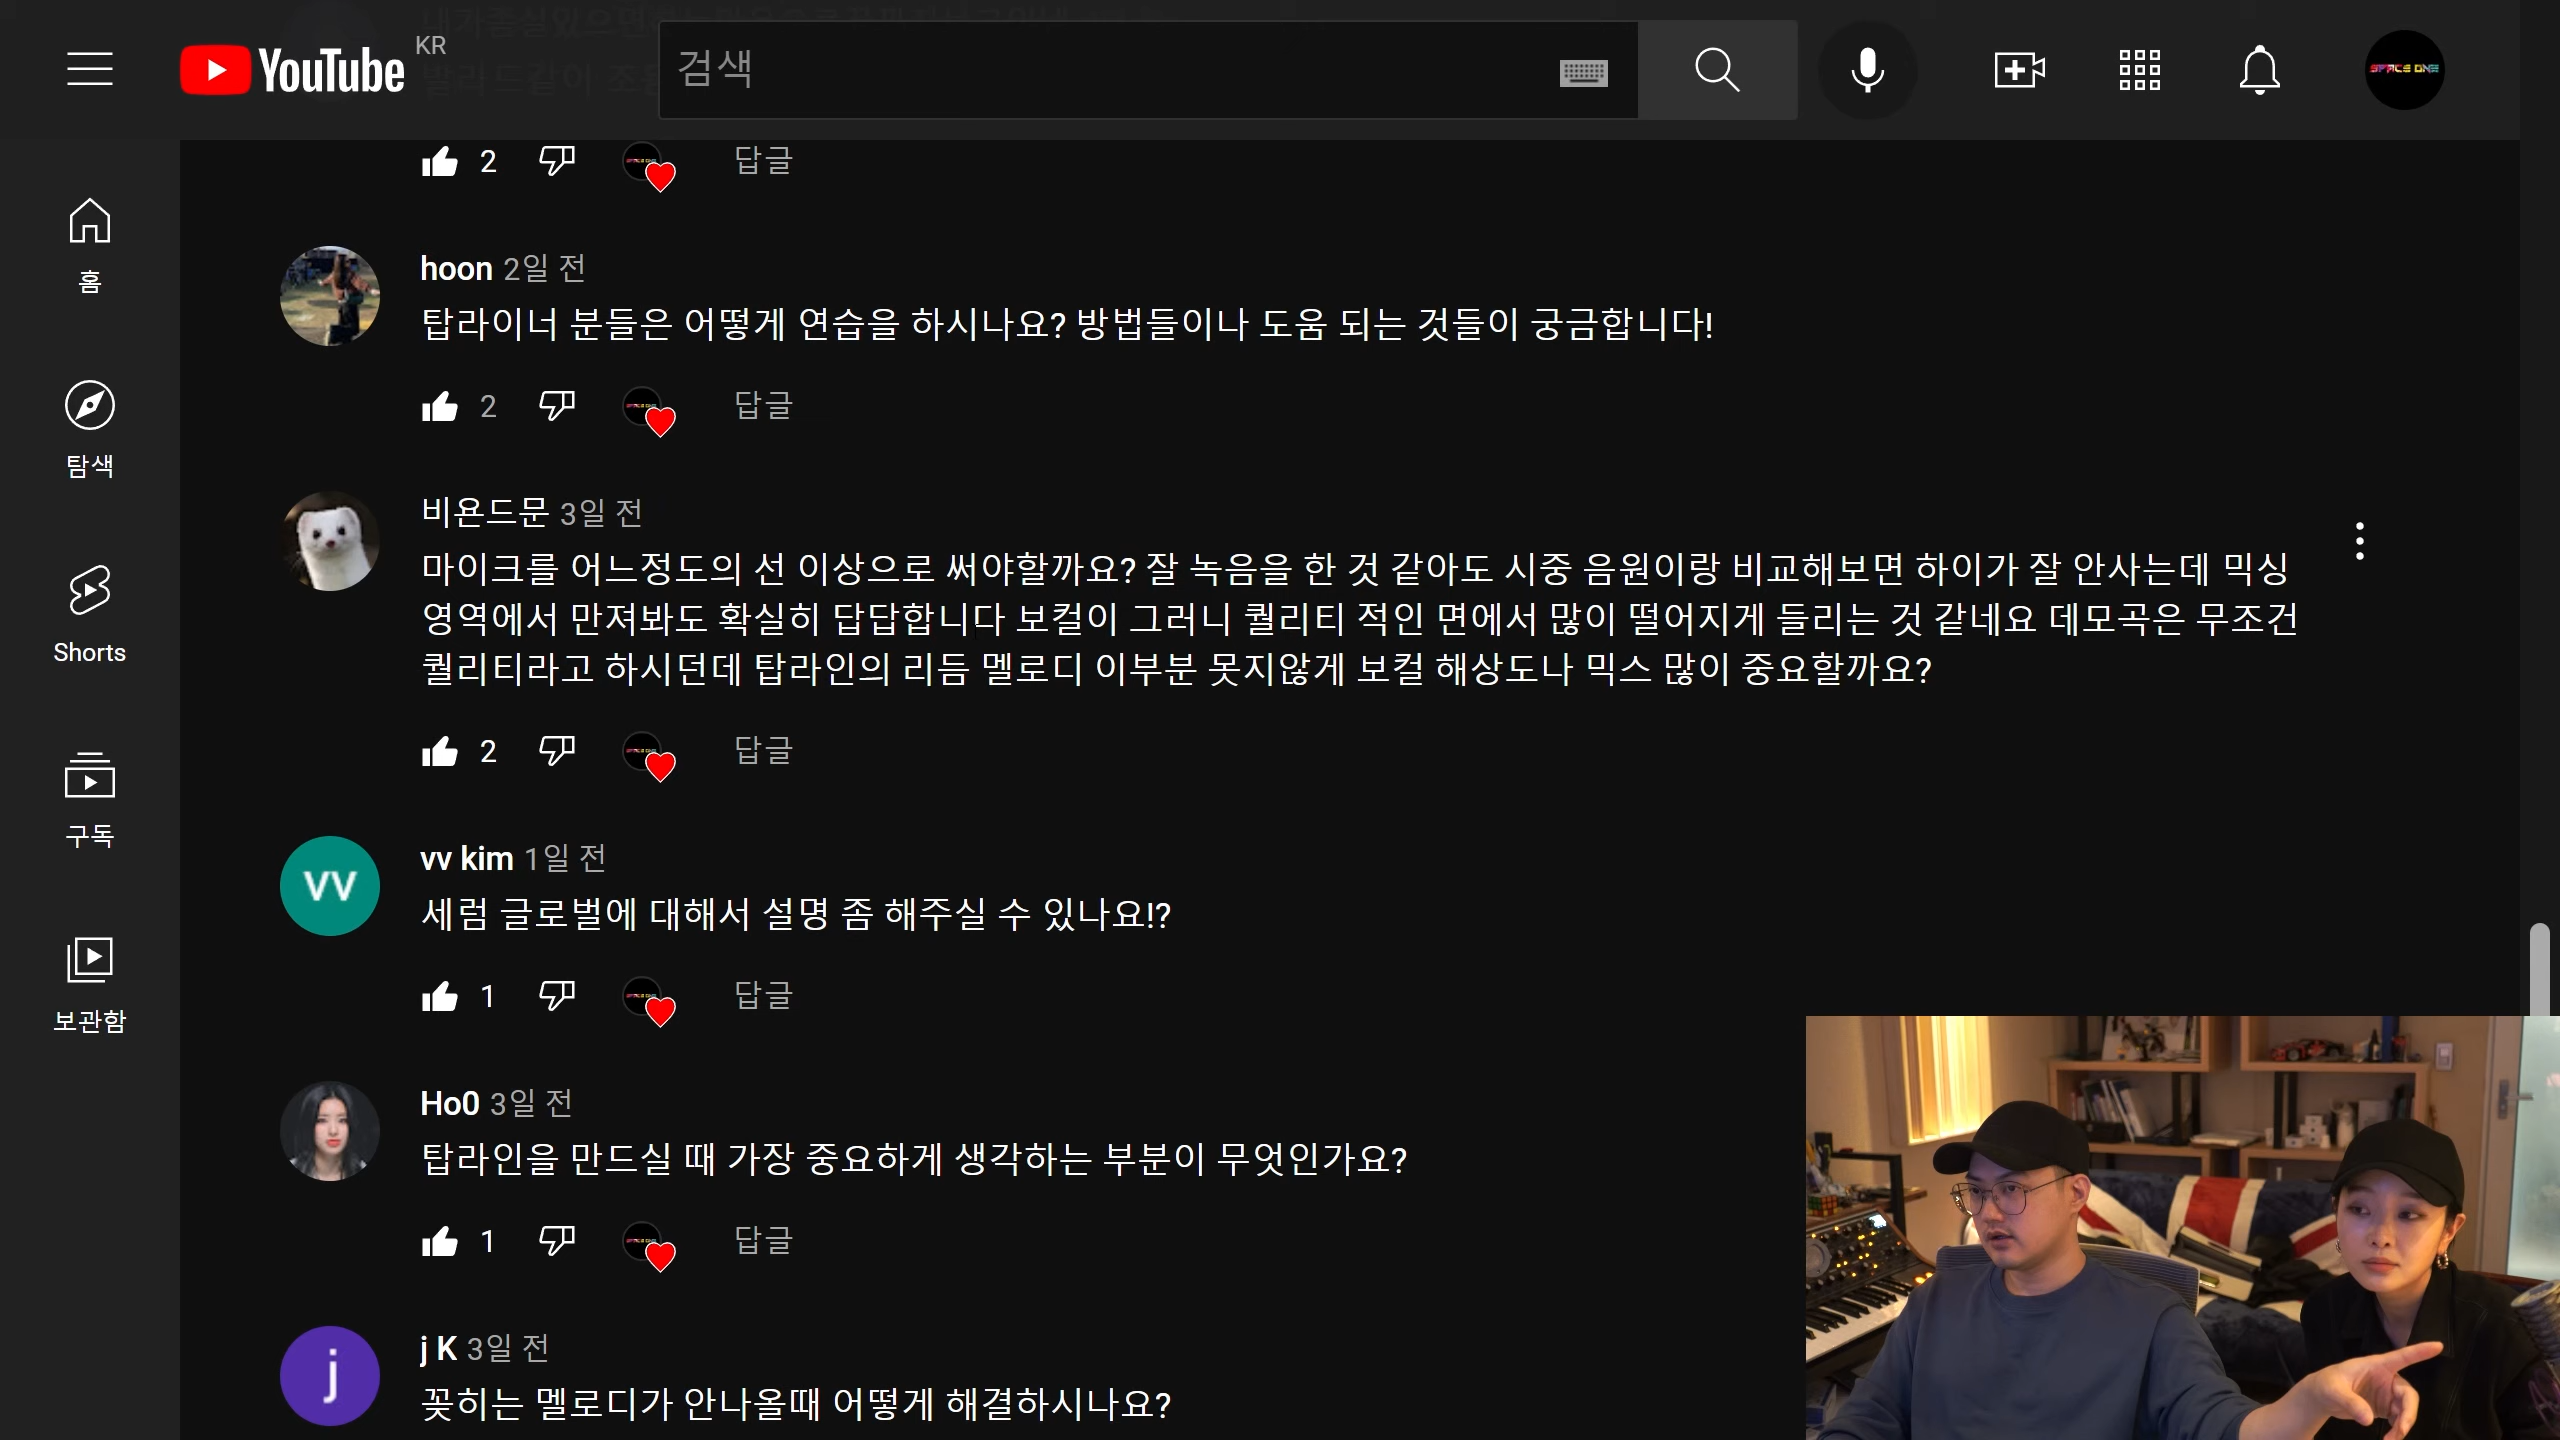 YouTube KR
검색
SPACE ONE
홈
탐색
Shorts
구독
보관함
2 답글
hoon 2일 전
탑라이너 분들은 어떻게 연습을 하시나요? 방법들이나 도움 되는 것들이 궁금합니다!
2 답글
비욘드문 3일 전
마이크를 어느정도의 선 이상으로 써야할까요? 잘 녹음을 한 것 같아도 시중 음원이랑 비교해보면 하이가 잘 안사는데 믹싱
영역에서 만져봐도 확실히 답답합니다 보컬이 그러니 퀄리티 적인 면에서 많이 떨어지게 들리는 것 같네요 데모곡은 무조건
퀄리티라고 하시던데 탑라인의 리듬 멜로디 이부분 못지않게 보컬 해상도나 믹스 많이 중요할까요?
2 답글
vv
vv kim 1일 전
세럼 글로벌에 대해서 설명 좀 해주실 수 있나요!?
1 답글
Ho0 3일 전
탑라인을 만드실 때 가장 중요하게 생각하는 부분이 무엇인가요?
1 답글
j
j K 3일 전
꽂히는 멜로디가 안나올때 어떻게 해결하시나요?